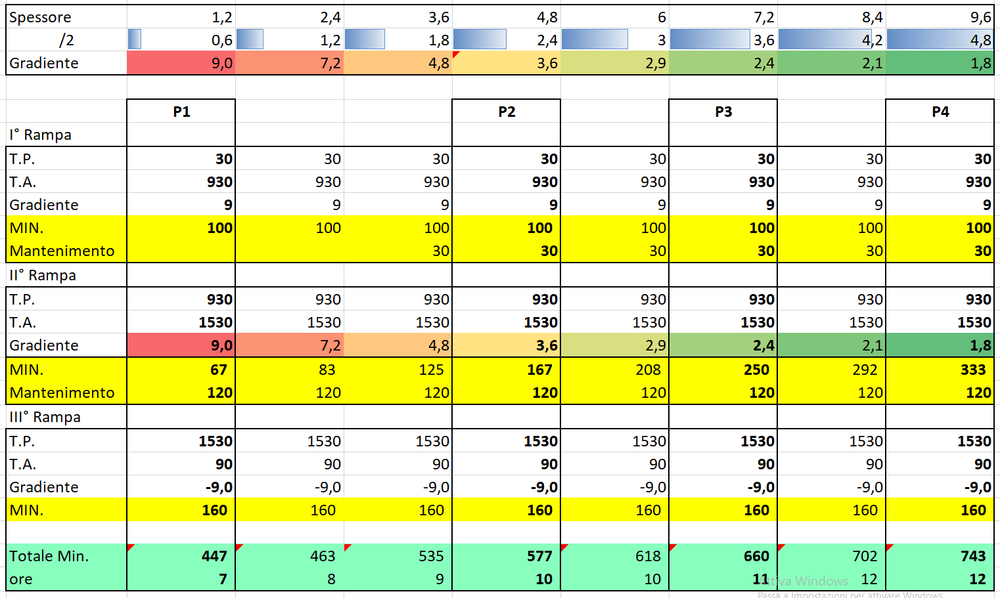 Spessore 1,2 2,4 3,6 4,8 6 7,2 8,4 9,6
/2 0,6 1,2 1,8 2,4 3 3,6 4,2 4,8
Gradiente 9,0 7,2 4,8 3,6 2,9 2,4 2,1 1,8
P1 P2 P3 P4
I° Rampa
T.P. 30 30 30 30 30 30 30 30
T.A. 930 930 930 930 930 930 930 930
Gradiente 9 9 9 9 9 9 9 9
MIN. 100 100 100 100 100 100 100 100
Mantenimento 30 30 30 30 30 30
II° Rampa
T.P. 930 930 930 930 930 930 930 930
T.A. 1530 1530 1530 1530 1530 1530 1530 1530
Gradiente 9,0 7,2 4,8 3,6 2,9 2,4 2,1 1,8
MIN. 67 83 125 167 208 250 292 333
Mantenimento 120 120 120 120 120 120 120 120
III° Rampa
T.P. 1530 1530 1530 1530 1530 1530 1530 1530
T.A. 90 90 90 90 90 90 90 90
Gradiente -9,0 -9,0 -9,0 -9,0 -9,0 -9,0 -9,0 -9,0
MIN. 160 160 160 160 160 160 160 160
Totale Min. 447 463 535 577 618 660 702 743
ore 7 8 9 10 10 11 12 12
Attiva Windows
Passa a Impostazioni per attivare Windows.